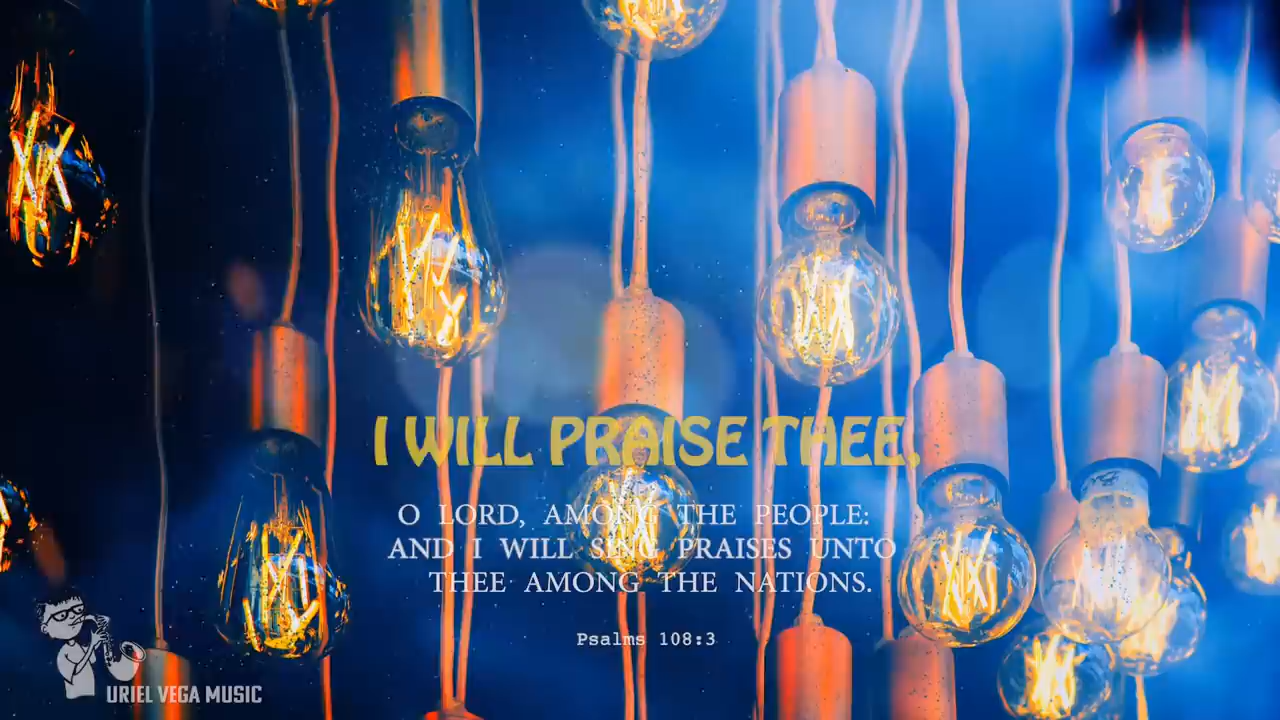 I WILL PRAISE THEE,
O LORD, AMONG THE PEOPLE:
AND I WILL SING PRAISES UNTO
THEE AMONG THE NATIONS.
Psalms 108:3
URIEL VEGA MUSIC